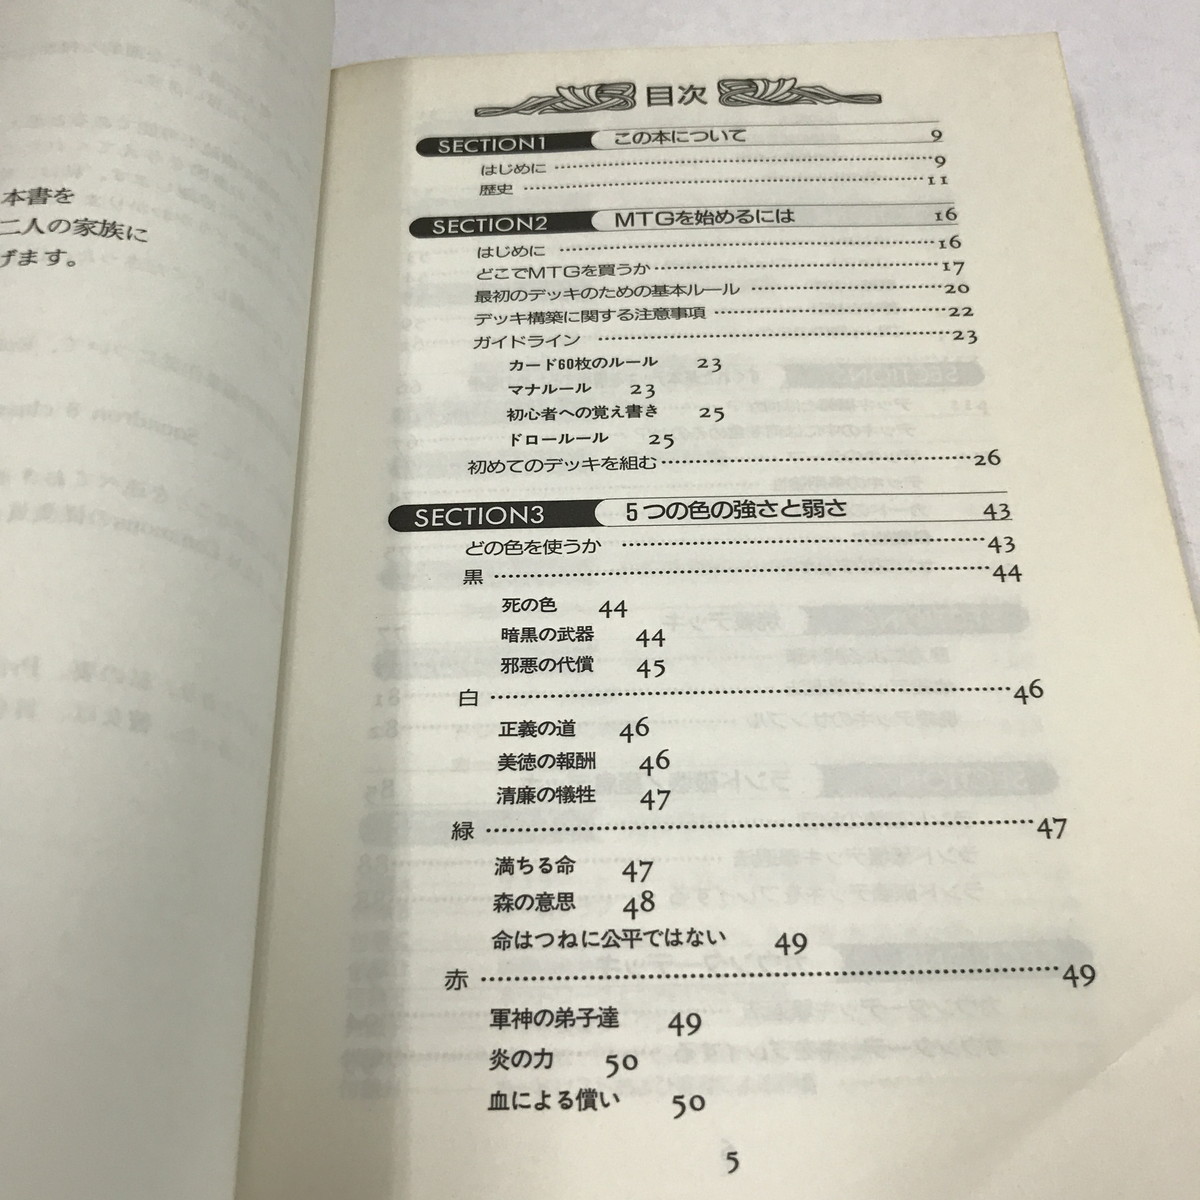 本書を
二人の家族に
げます。
目次
SECTION1 この本について 9
はじめに 9
歴史 11
SECTION2 MTGを始めるには 16
はじめに 16
どこでMTGを買うか 17
最初のデッキのための基本ルール 20
デッキ構築に関する注意事項 22
ガイドライン 23
カード60枚のルール 23
マナルール 23
初心者への覚え書き 25
ドロールール 25
初めてのデッキを組む 26
SECTION3 5つの色の強さと弱さ 43
どの色を使うか 43
黒 44
死の色 44
暗黒の武器 44
邪悪の代償 45
白 46
正義の道 46
美徳の報酬 46
清廉の犠牲 47
緑 47
満ちる命 47
森の意思 48
命はつねに公平ではない 49
赤 49
軍神の弟子達 49
炎の力 50
血による償い 50
5